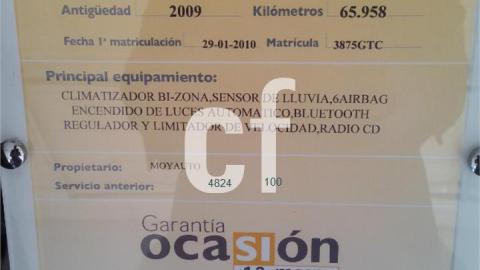 Antigüedad 2009 Kilómetros 65.958
Fecha 1ª matriculación 29-01-2010 Matrícula 3875GTC
Principal equipamiento:
CLIMATIZADOR BI-ZONA,SENSOR DE LLUVIA,6AIRBAG
ENCENDIDO DE LUCES AUTOMATICO,BLUETOOTH
REGULADOR Y LIMITADOR DE VELOCIDAD,RADIO CD
cf
Propietario: MOYAUTO
Servicio anterior: 4824 100
Garantía
ocasión